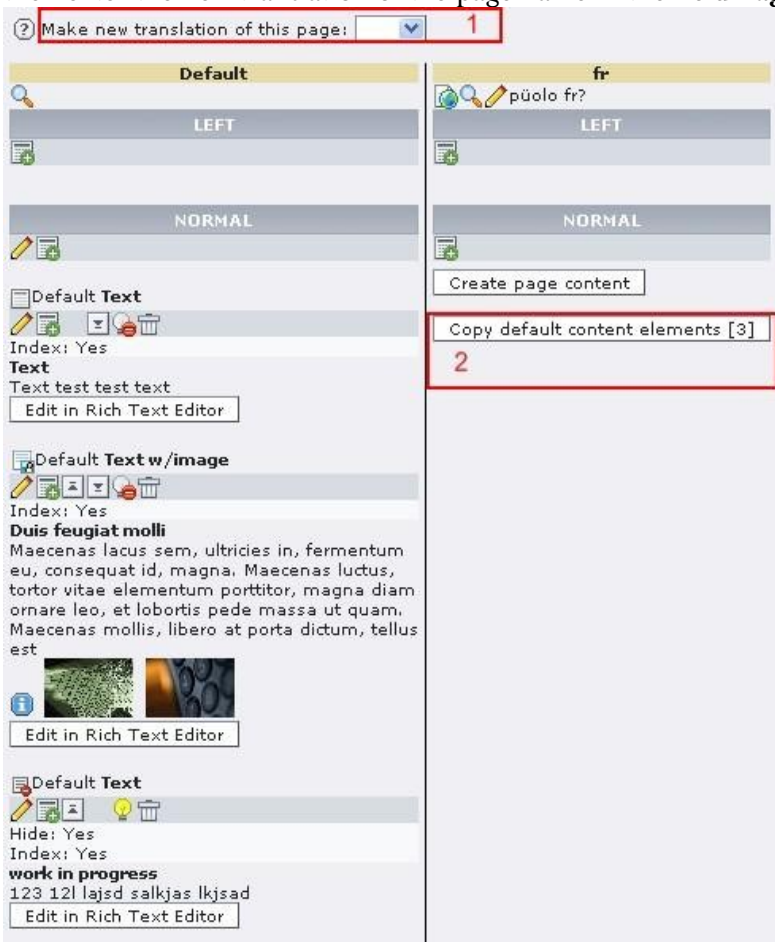 Make new translation of this page:
1
Default
LEFT
NORMAL
Default Text
Index: Yes
Text
Text test test text
Edit in Rich Text Editor
Default Text w/image
Index: Yes
Duis feugiat molli
Maecenas lacus sem, ultricies in, fermentum
eu, consequat id, magna. Maecenas luctus,
tortor vitae elementum porttitor, magna diam
ornare leo, et lobortis pede massa ut quam.
Maecenas mollis, libero at porta dictum, tellus
est
Edit in Rich Text Editor
Default Text
Hide: Yes
Index: Yes
work in progress
123 12l lajsd salkjas lkjsad
Edit in Rich Text Editor
fr
püolo fr?
LEFT
NORMAL
Create page content
Copy default content elements [3]
2